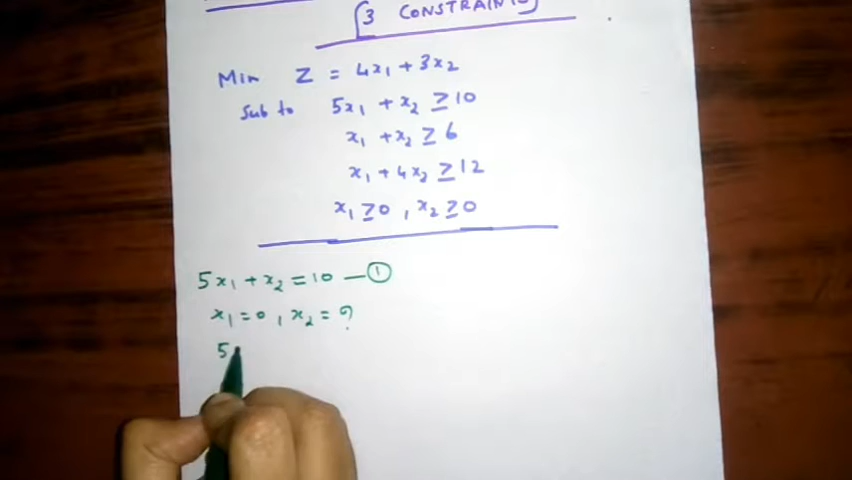 3 CONSTRAINTS
Min Z = 4x₁ + 3x₂
Sub to 5x₁ + x₂ ≥ 10
x₁ + x₂ ≥ 6
x₁ + 4x₂ ≥ 12
x₁ ≥ 0, x₂ ≥ 0
5x₁ + x₂ = 10 — ①
x₁ = 0, x₂ = ?
5